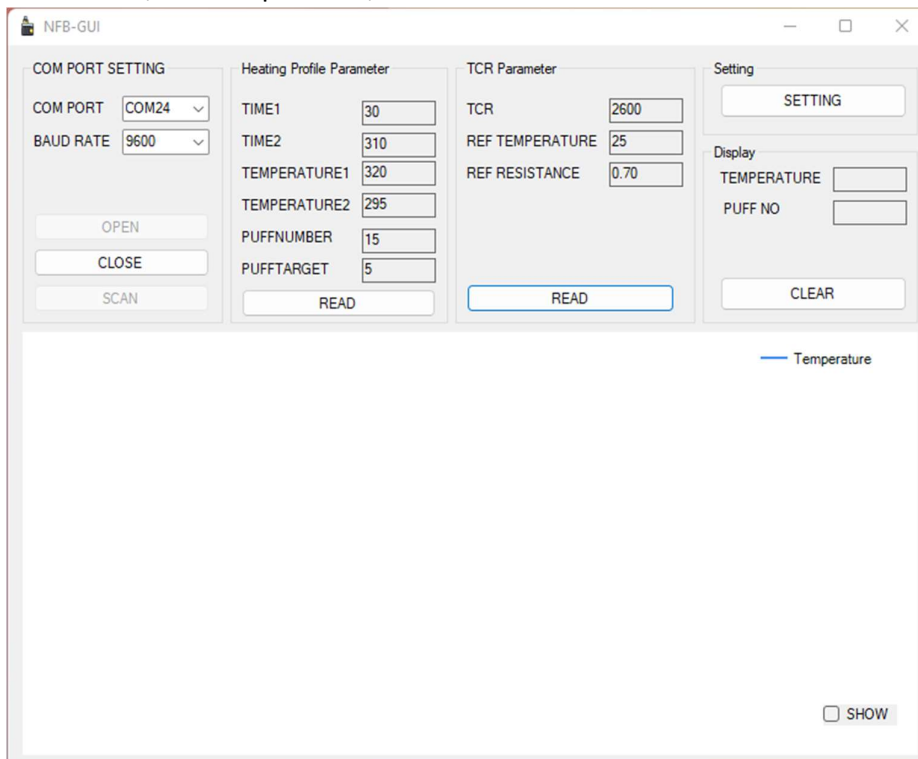 NFB-GUI
COM PORT SETTING
COM PORT COM24
BAUD RATE 9600
OPEN
CLOSE
SCAN
Heating Profile Parameter
TIME1 30
TIME2 310
TEMPERATURE1 320
TEMPERATURE2 295
PUFFNUMBER 15
PUFFTARGET 5
READ
TCR Parameter
TCR 2600
REF TEMPERATURE 25
REF RESISTANCE 0.70
READ
Setting
SETTING
Display
TEMPERATURE
PUFF NO
CLEAR
Temperature
SHOW